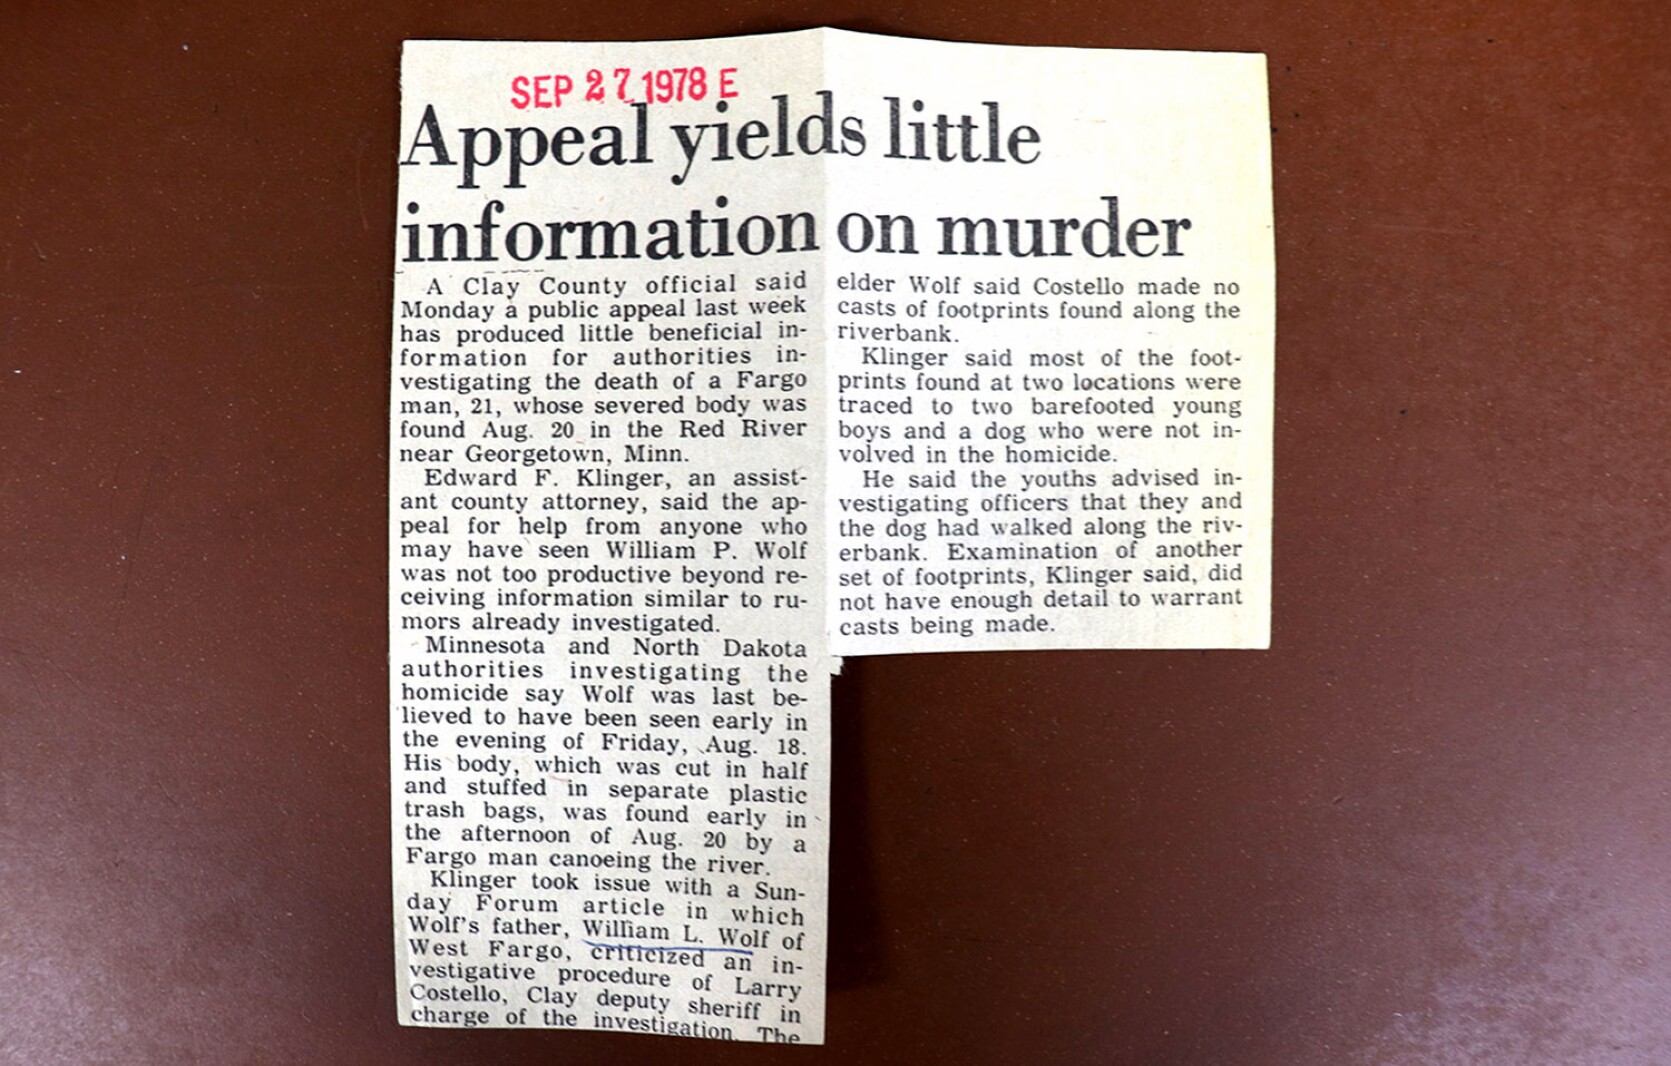 SEP 27 1978 E
Appeal yields little
information on murder
A Clay County official said
Monday a public appeal last week
has produced little beneficial in-
formation for authorities in-
vestigating the death of a Fargo
man, 21, whose severed body was
found Aug. 20 in the Red River
near Georgetown, Minn.
Edward F. Klinger, an assist-
ant county attorney, said the ap-
peal for help from anyone who
may have seen William P. Wolf
was not too productive beyond re-
ceiving information similar to ru-
mors already investigated.
Minnesota and North Dakota
authorities investigating the
homicide say Wolf was last be-
lieved to have been seen early in
the evening of Friday, Aug. 18.
His body, which was cut in half
and stuffed in separate plastic
trash bags, was found early in
the afternoon of Aug. 20 by a
Fargo man canoeing the river.
Klinger took issue with a Sun-
day Forum article in which
Wolf's father, William L. Wolf of
West Fargo, criticized an in-
vestigative procedure of Larry
Costello, Clay deputy sheriff in
charge of the investigation. The
elder Wolf said Costello made no
casts of footprints found along the
riverbank.
Klinger said most of the foot-
prints found at two locations were
traced to two barefooted young
boys and a dog who were not in-
volved in the homicide.
He said the youths advised in-
vestigating officers that they and
the dog had walked along the riv-
erbank. Examination of another
set of footprints, Klinger said, did
not have enough detail to warrant
casts being made.